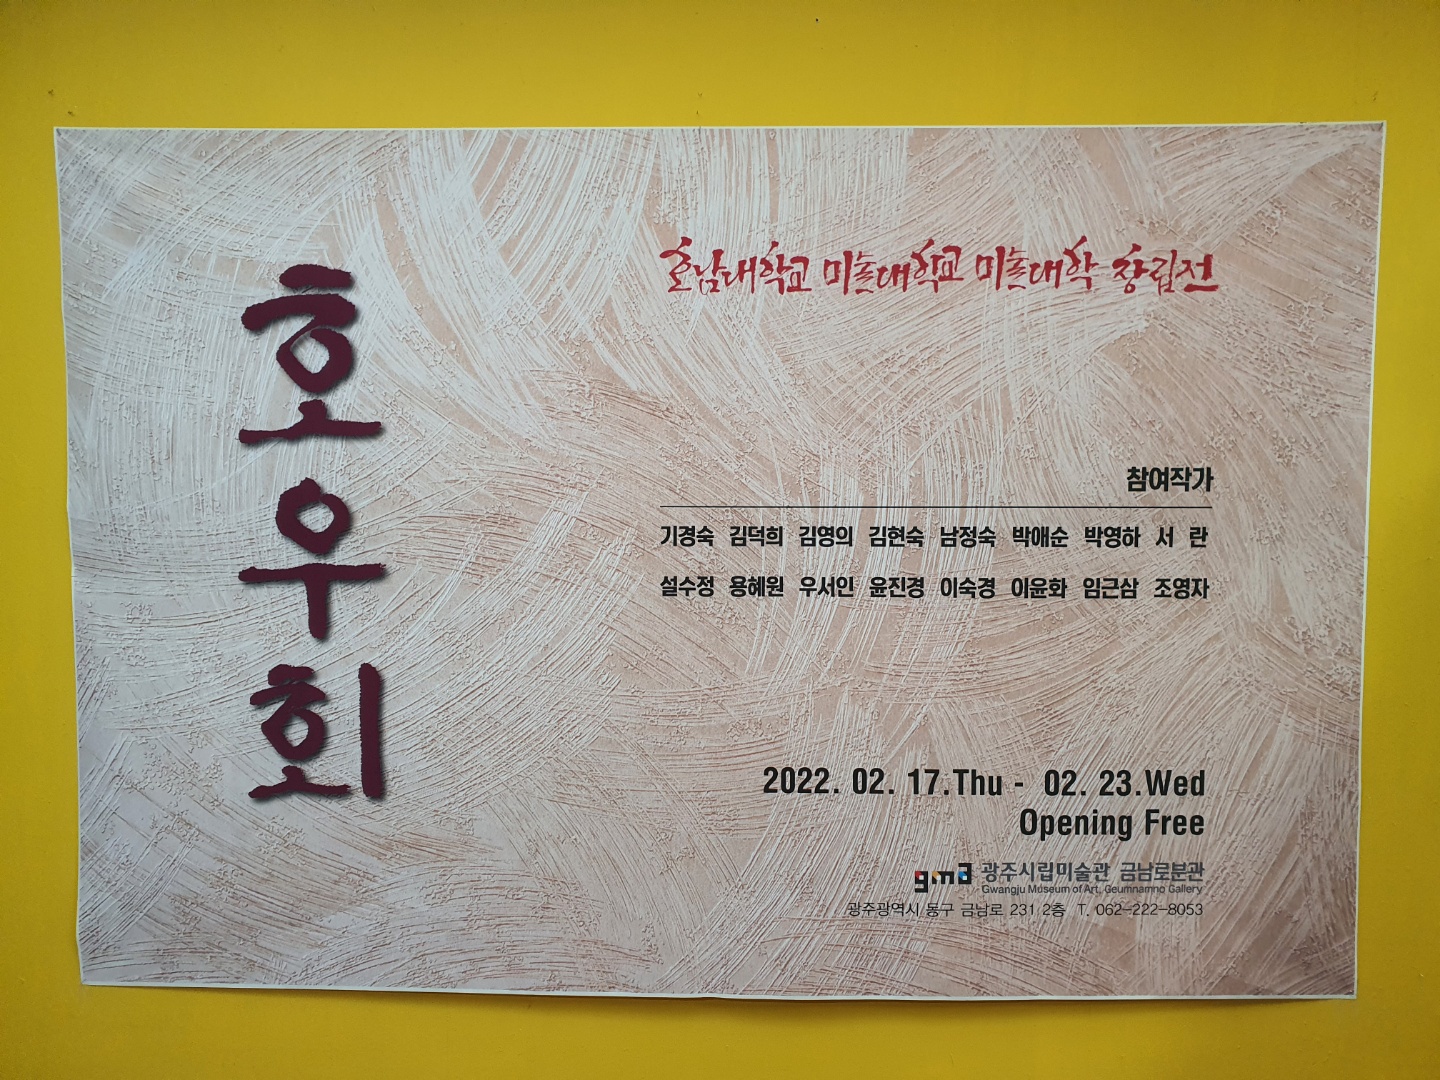 호우회
호남대학교 미술대학교 미술대학 창립전
참여작가
기경숙 김덕희 김영의 김현숙 남정숙 박애순 박영하 서 란
설수정 용혜원 우서인 윤진경 이숙경 이윤화 임근삼 조영자
2022. 02. 17.Thu - 02. 23.Wed
Opening Free
gma 광주시립미술관 금남로분관
Gwangju Museum of Art, Geumnamno Gallery
광주광역시 동구 금남로 231 2층 T. 062-222-8053